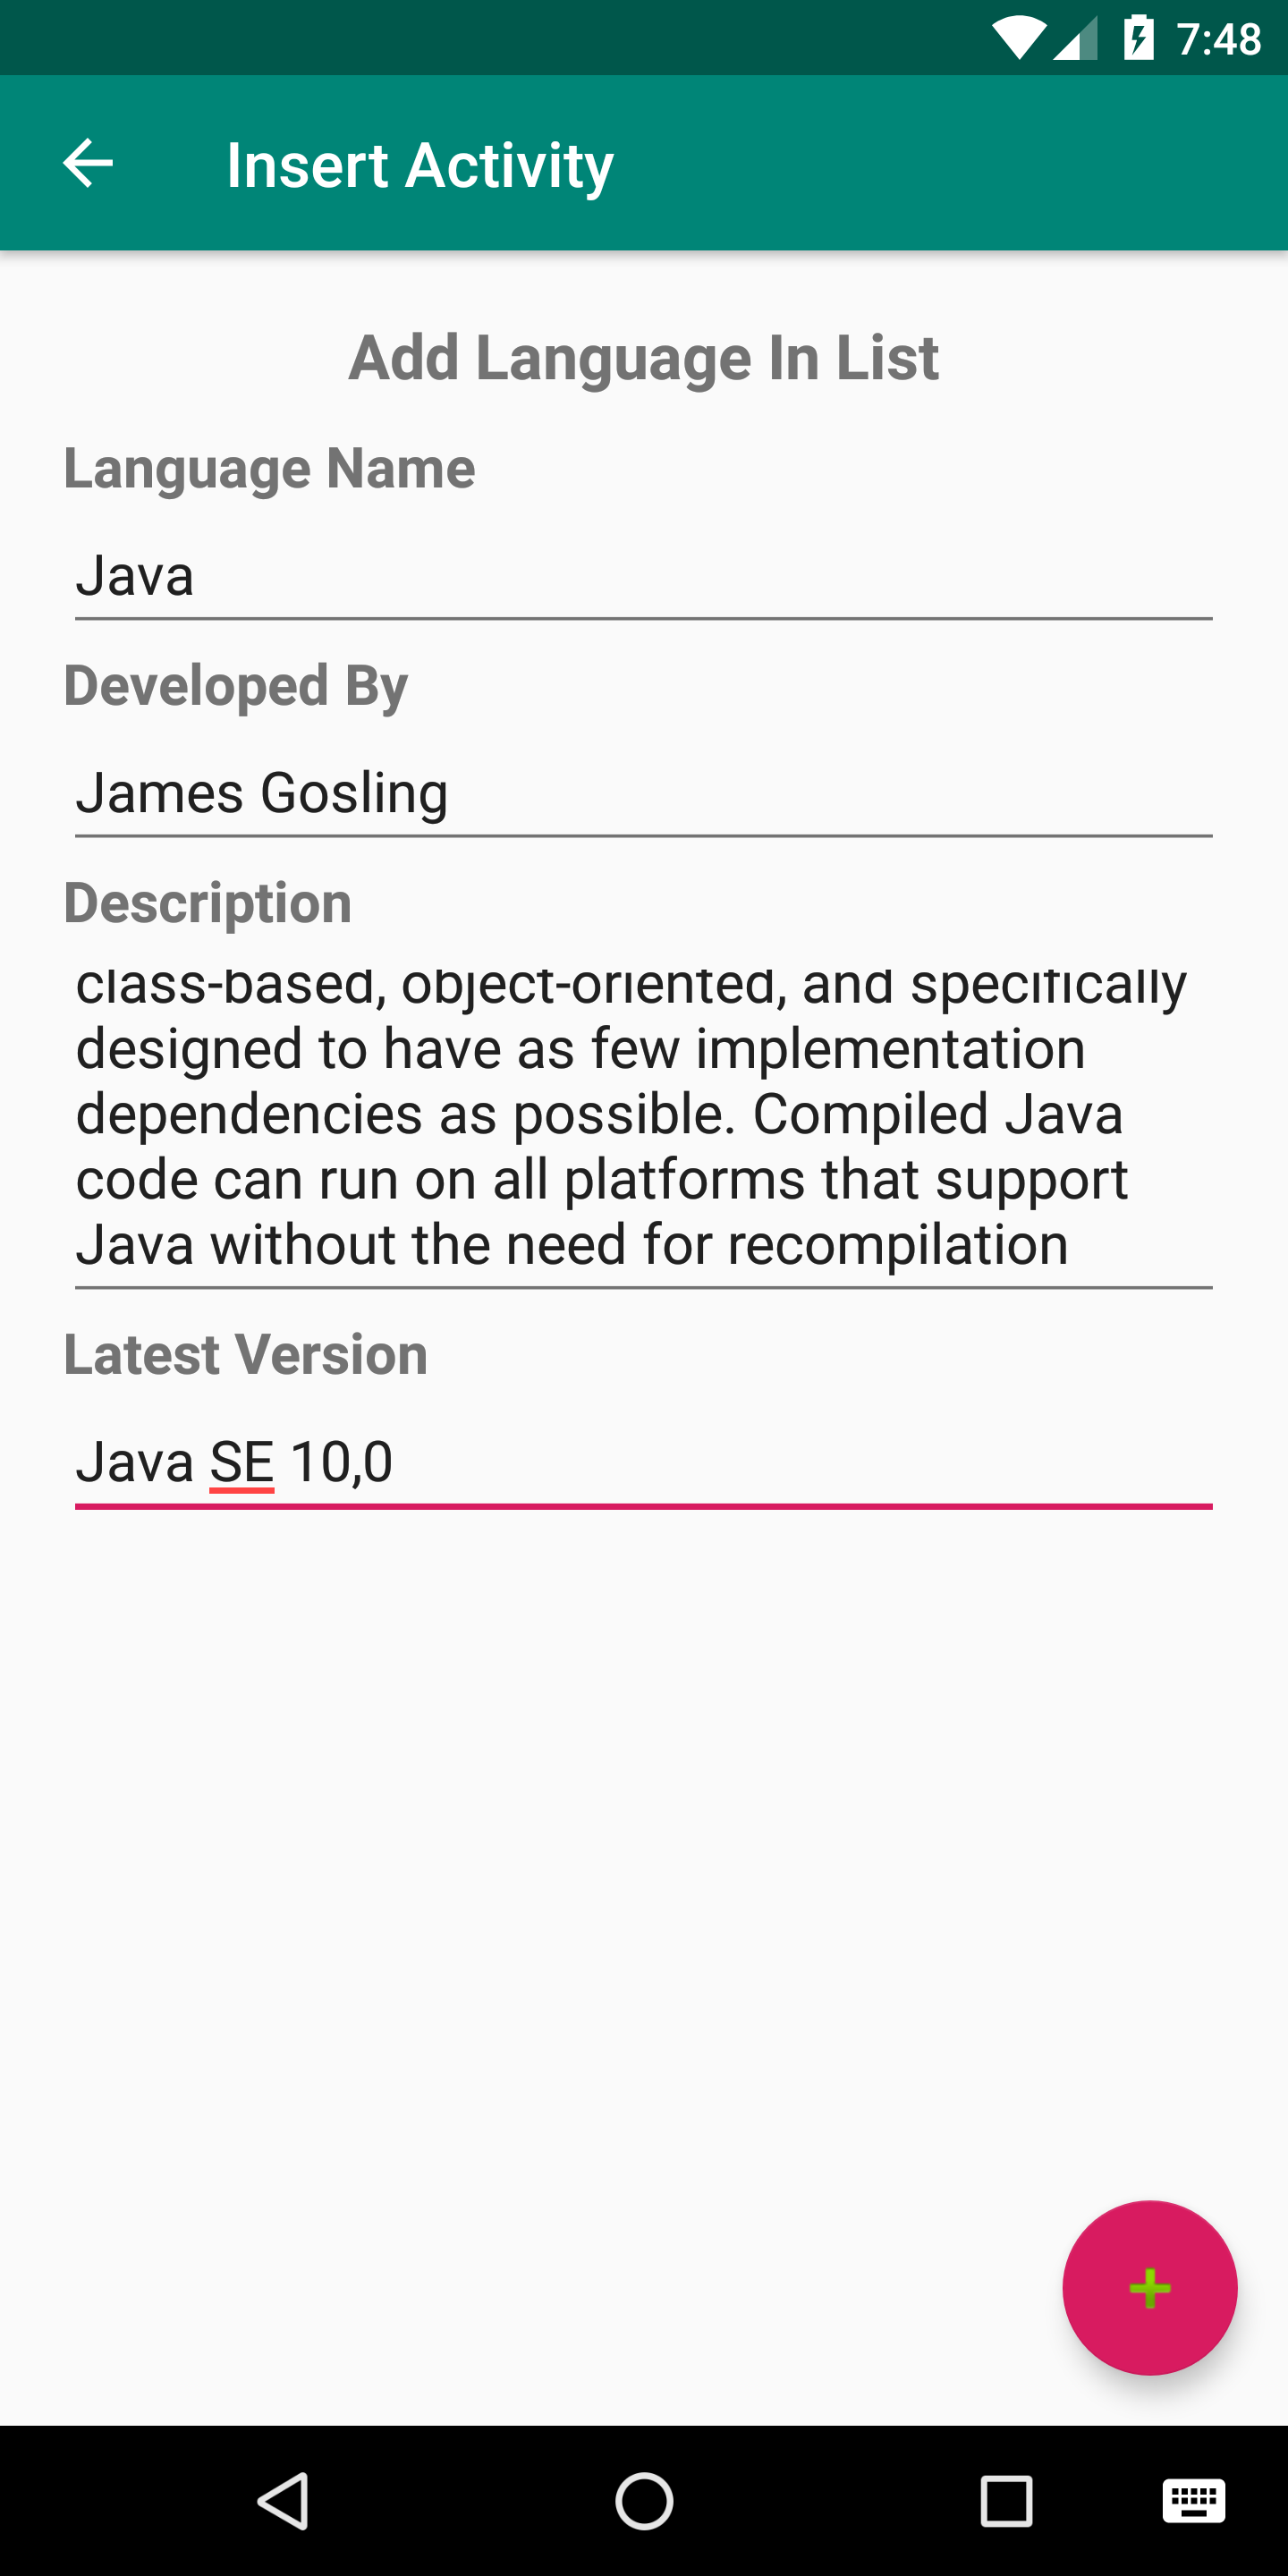 7:48
Insert Activity
Add Language In List
Language Name
Java
Developed By
James Gosling
Description
class-based, object-oriented, and specifically
designed to have as few implementation
dependencies as possible. Compiled Java
code can run on all platforms that support
Java without the need for recompilation
Latest Version
Java SE 10,0